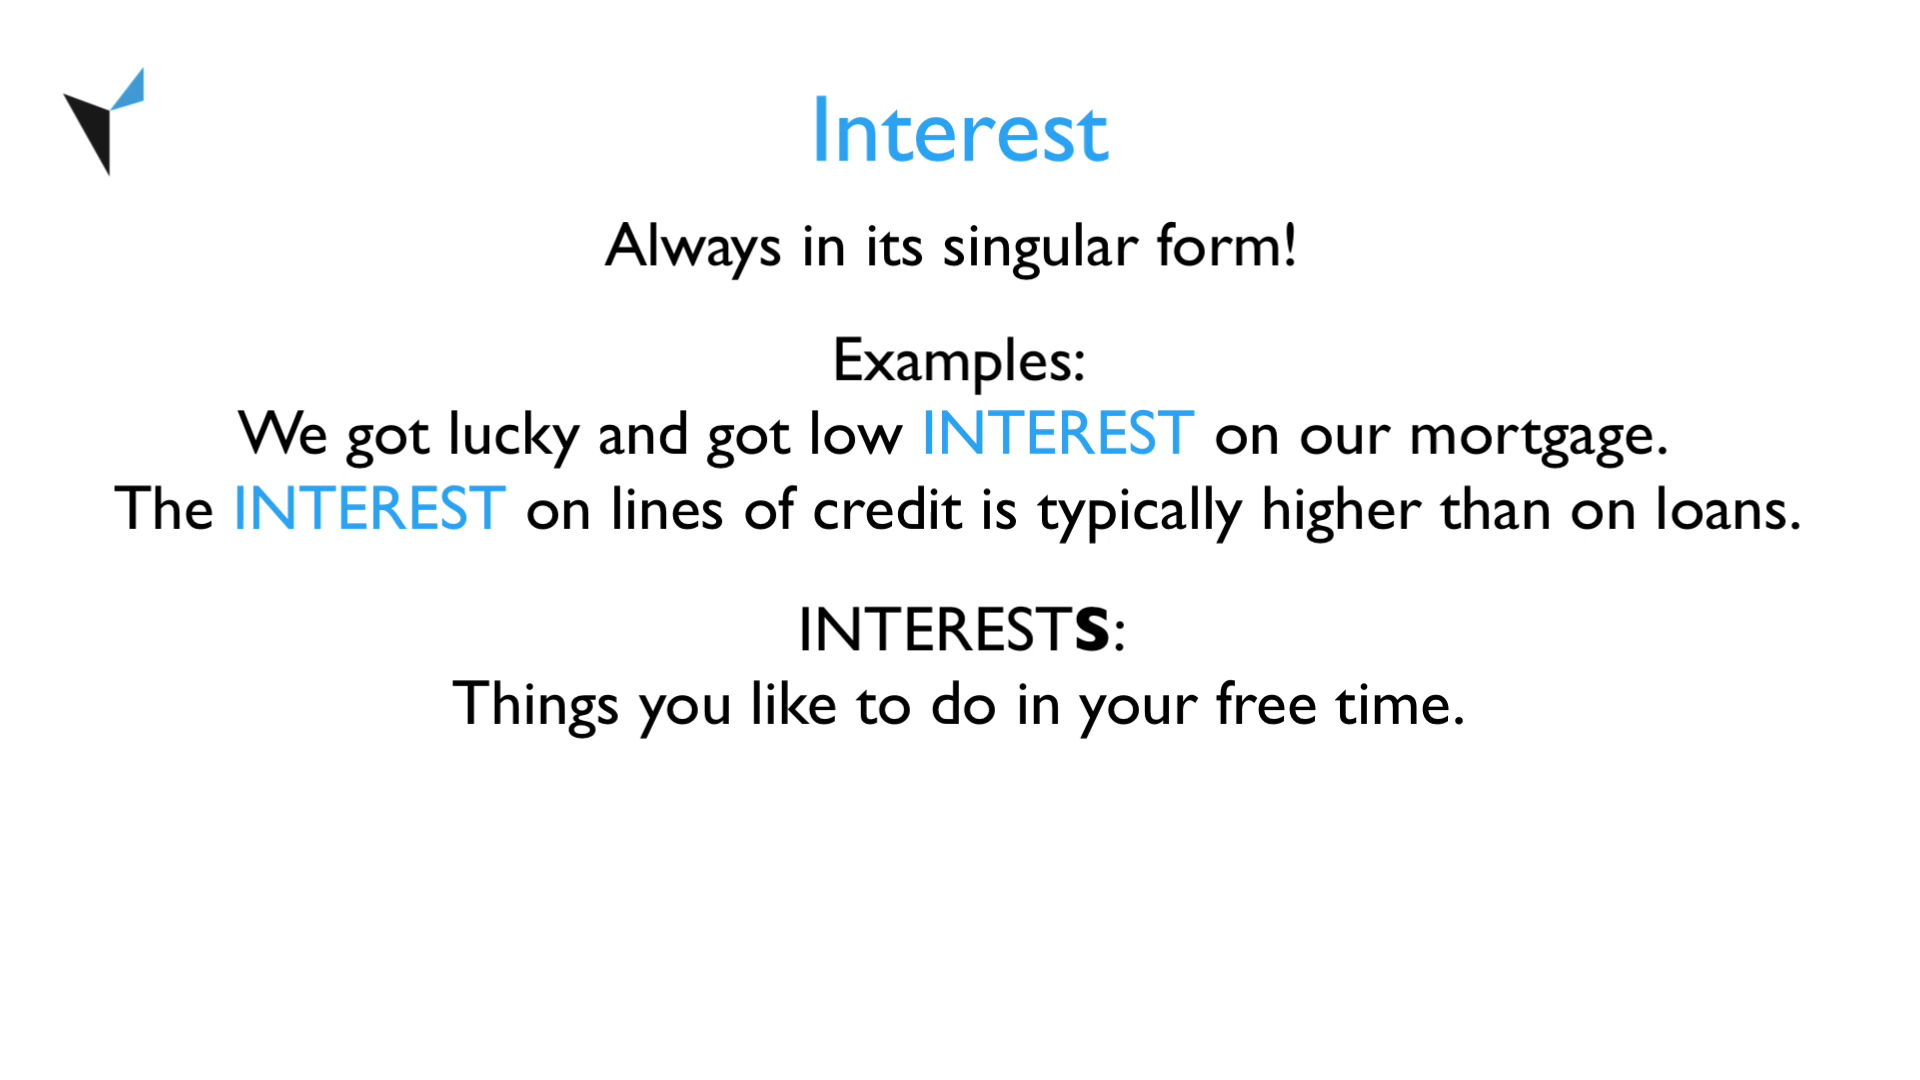 Interest
Always in its singular form!
Examples:
We got lucky and got low INTEREST on our mortgage.
The INTEREST on lines of credit is typically higher than on loans.
INTERESTS:
Things you like to do in your free time.